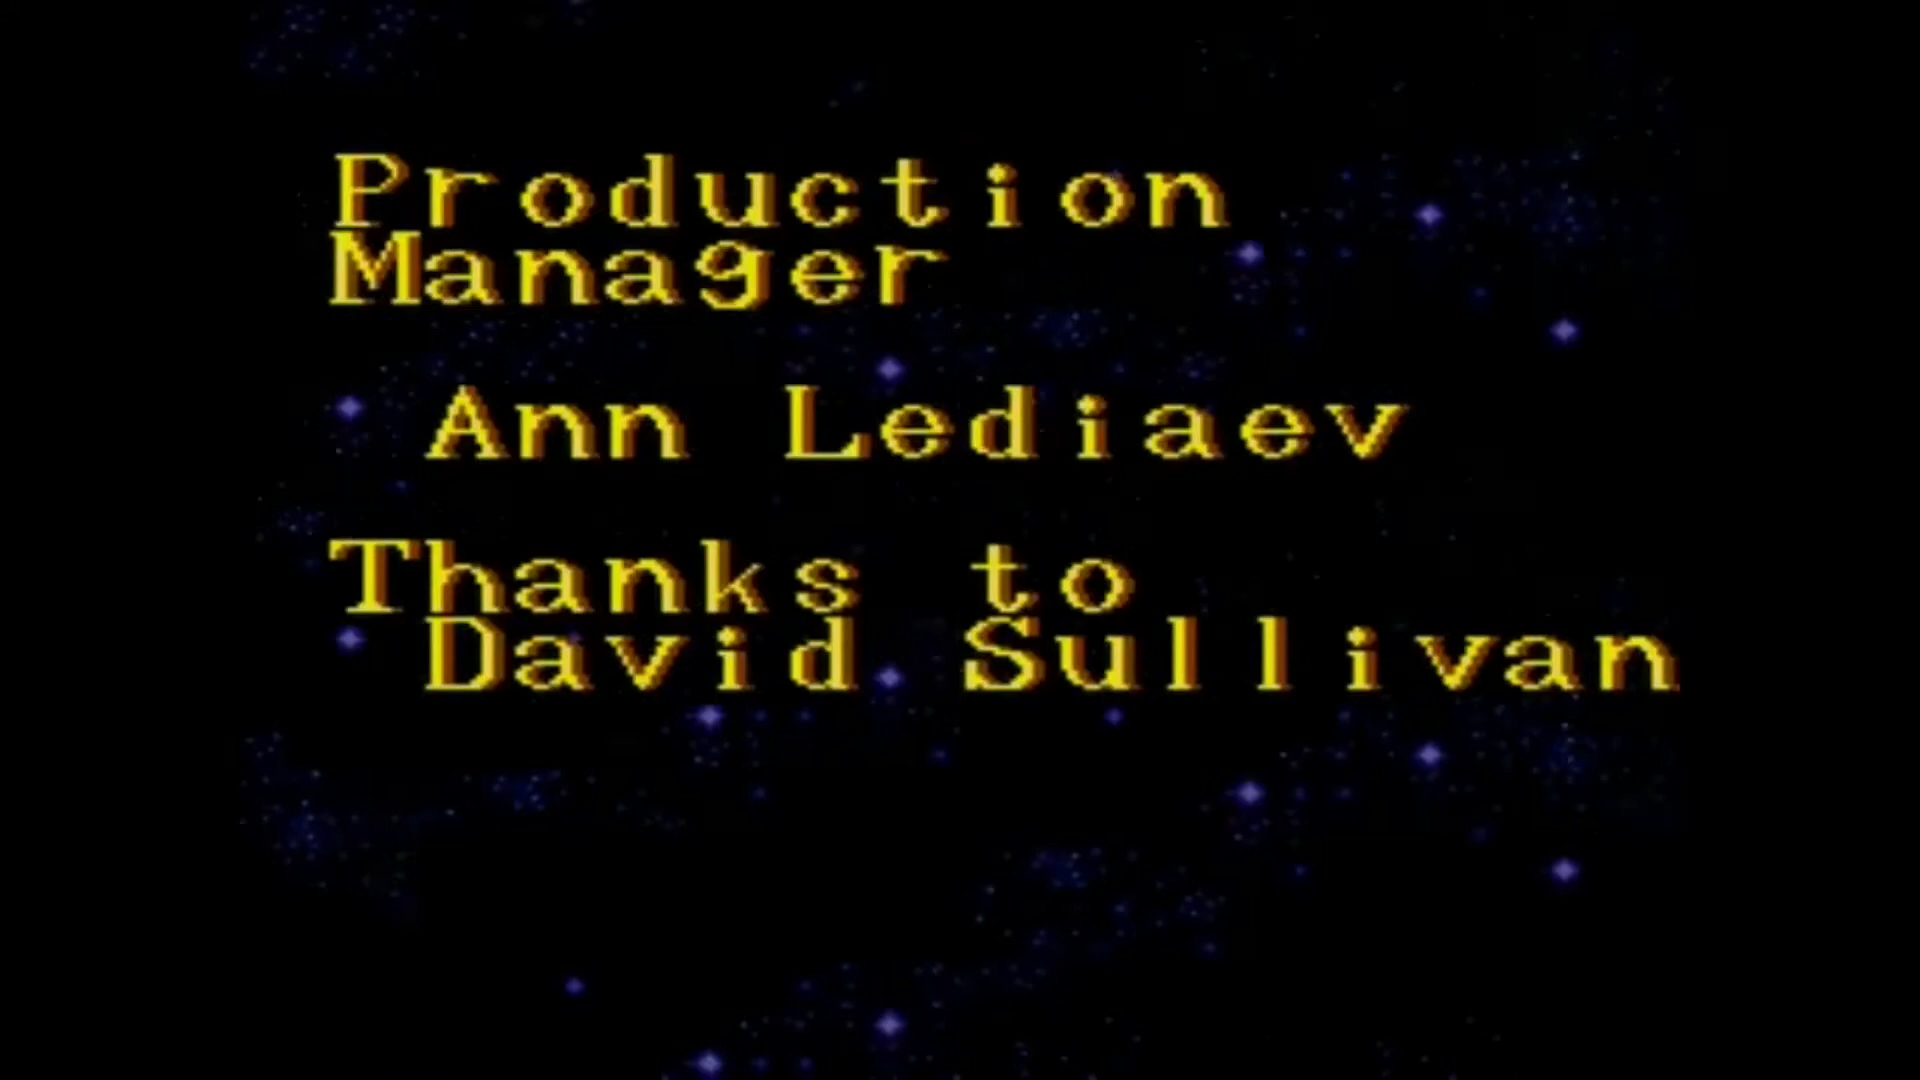 Production
Manager
Ann Lediaev
Thanks to
David Sullivan